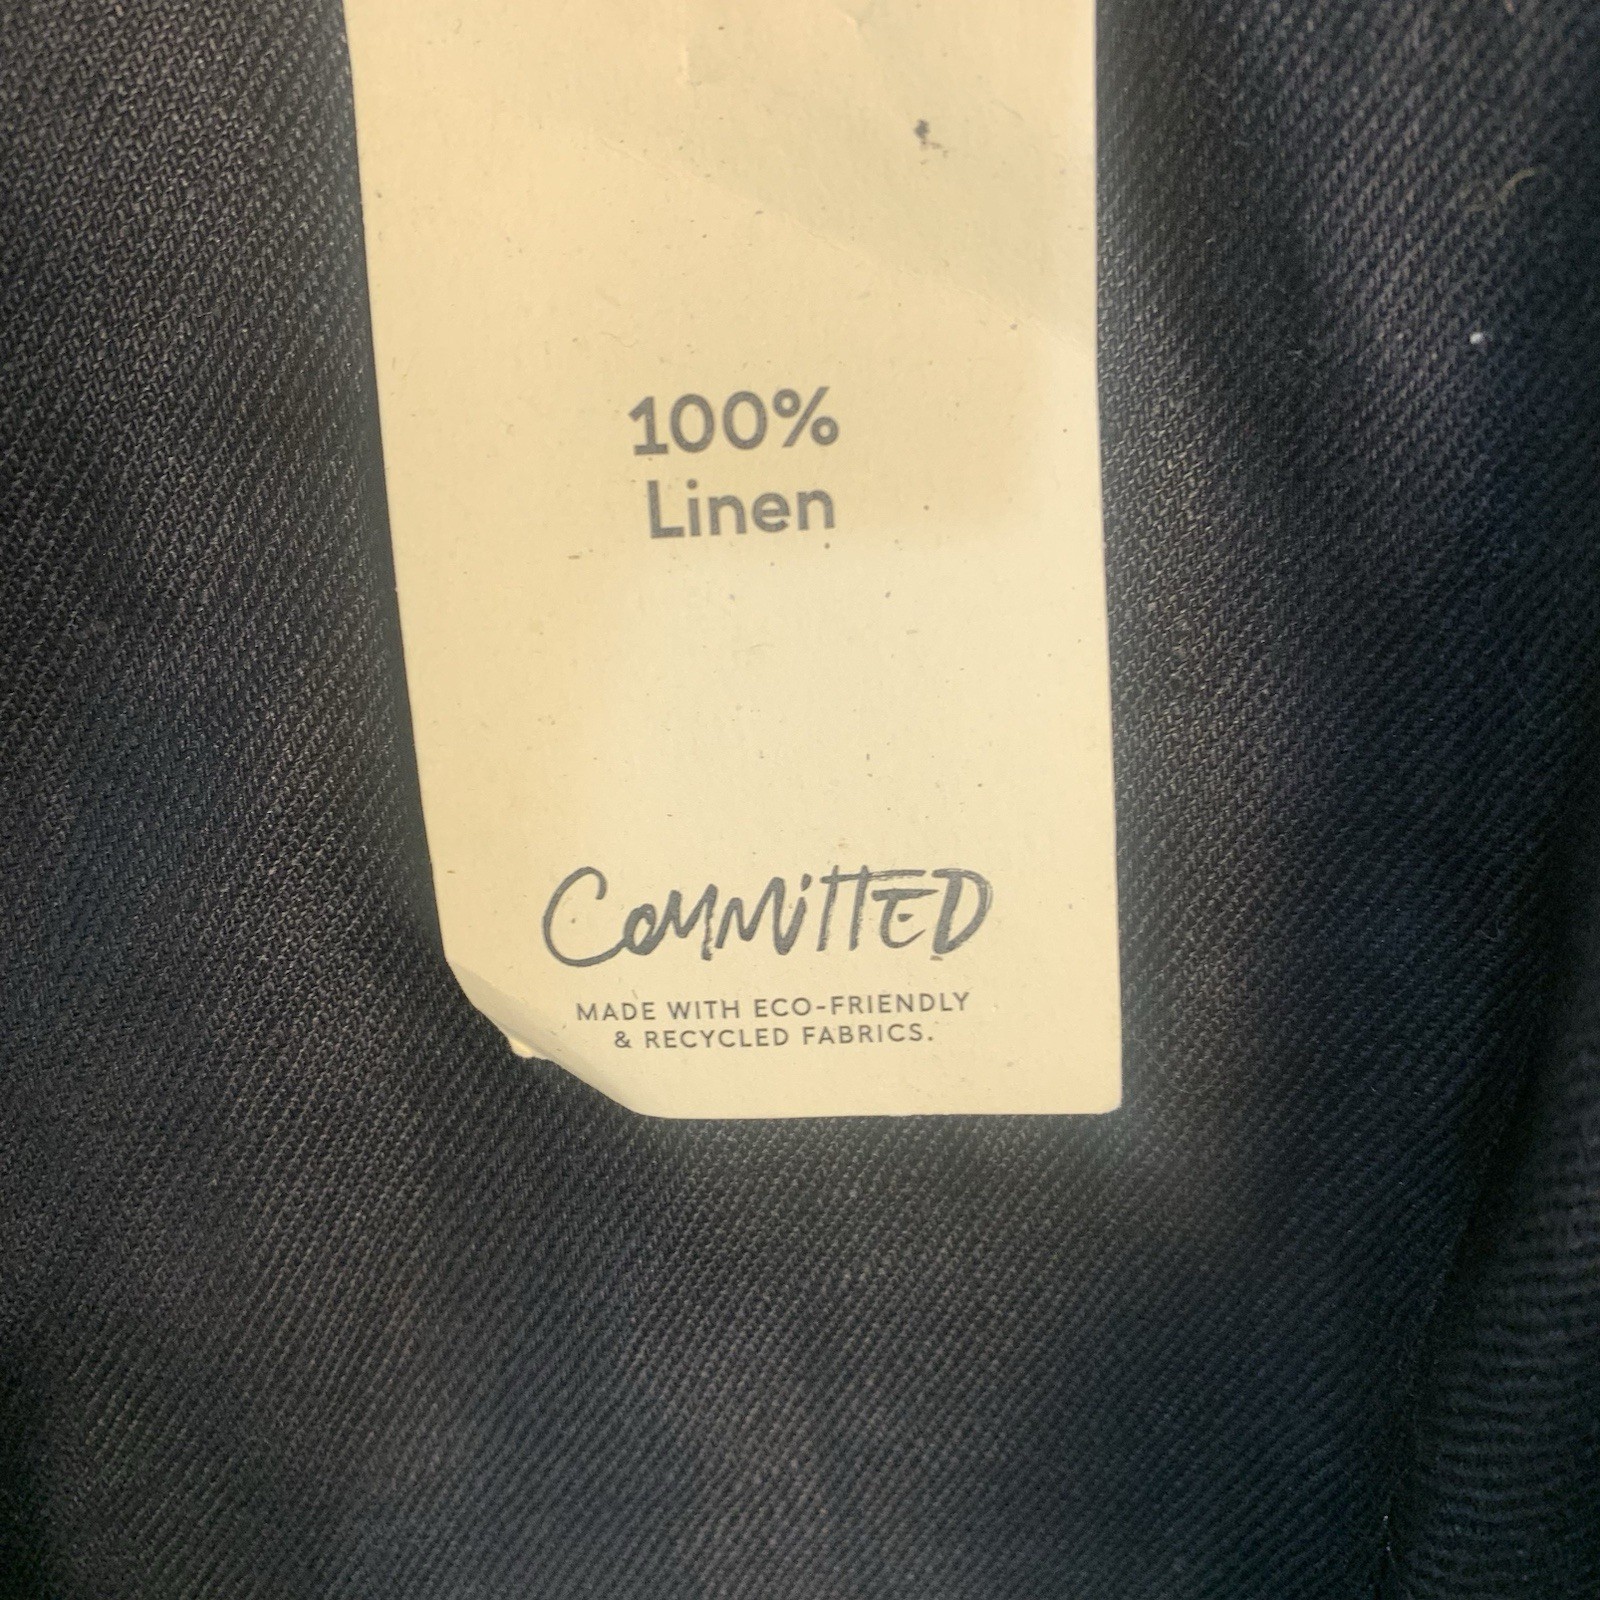 100%
Linen
COMMiTTED
MADE WITH ECO-FRIENDLY
& RECYCLED FABRICS.